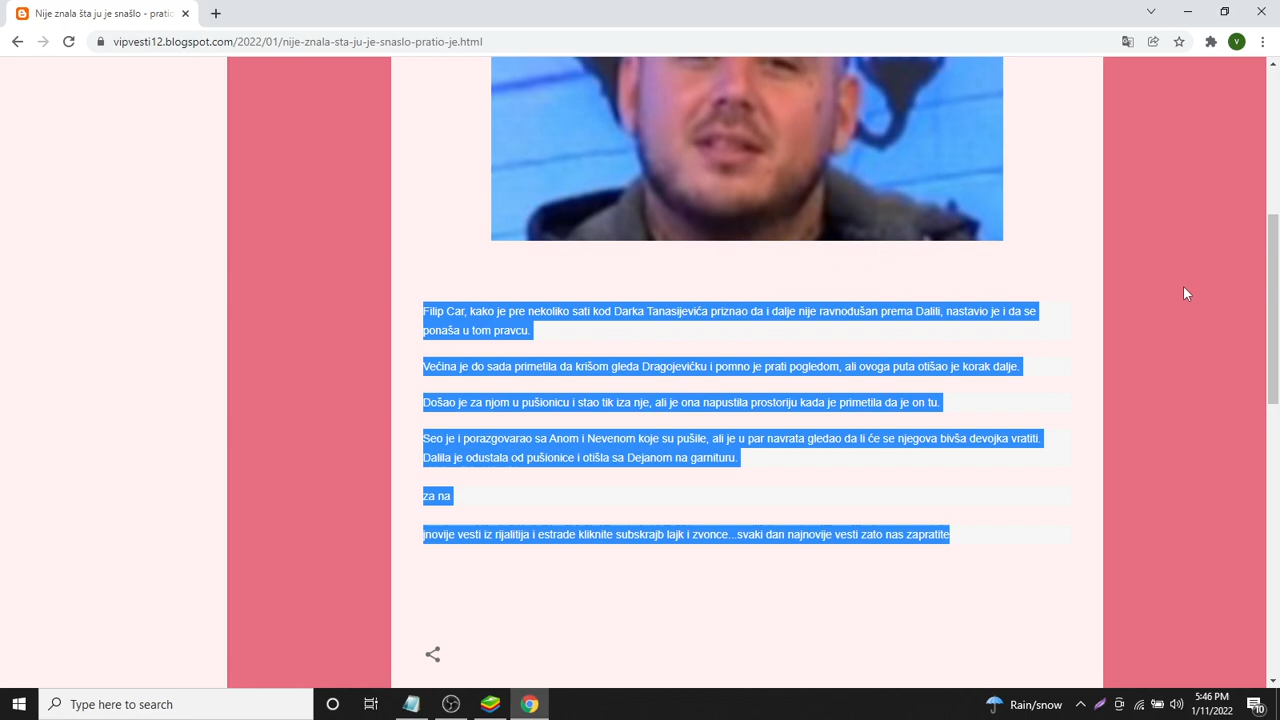 Nije znala šta ju je snašlo - pratio
vipvesti12.blogspot.com/2022/01/nije-znala-sta-ju-je-snaslo-pratio-je.html
V
Filip Car, kako je pre nekoliko sati kod Darka Tanasijevića priznao da i dalje nije ravnodušan prema Dalili, nastavio je i da se
ponaša u tom pravcu.
Većina je do sada primetila da krišom gleda Dragojevićku i pomno je prati pogledom, ali ovoga puta otišao je korak dalje.
Došao je za njom u pušionicu i stao tik iza nje, ali je ona napustila prostoriju kada je primetila da je on tu.
Seo je i porazgovarao sa Anom i Nevenom koje su pušile, ali je u par navrata gledao da li će se njegova bivša devojka vratiti.
Dalila je odustala od pušionice i otišla sa Dejanom na garnituru.
za na
jnovije vesti iz rijalitija i estrade kliknite subskrajb lajk i zvonce...svaki dan najnovije vesti zato nas zapratite
Type here to search
Rain/snow
5:46 PM
1/11/2022
10